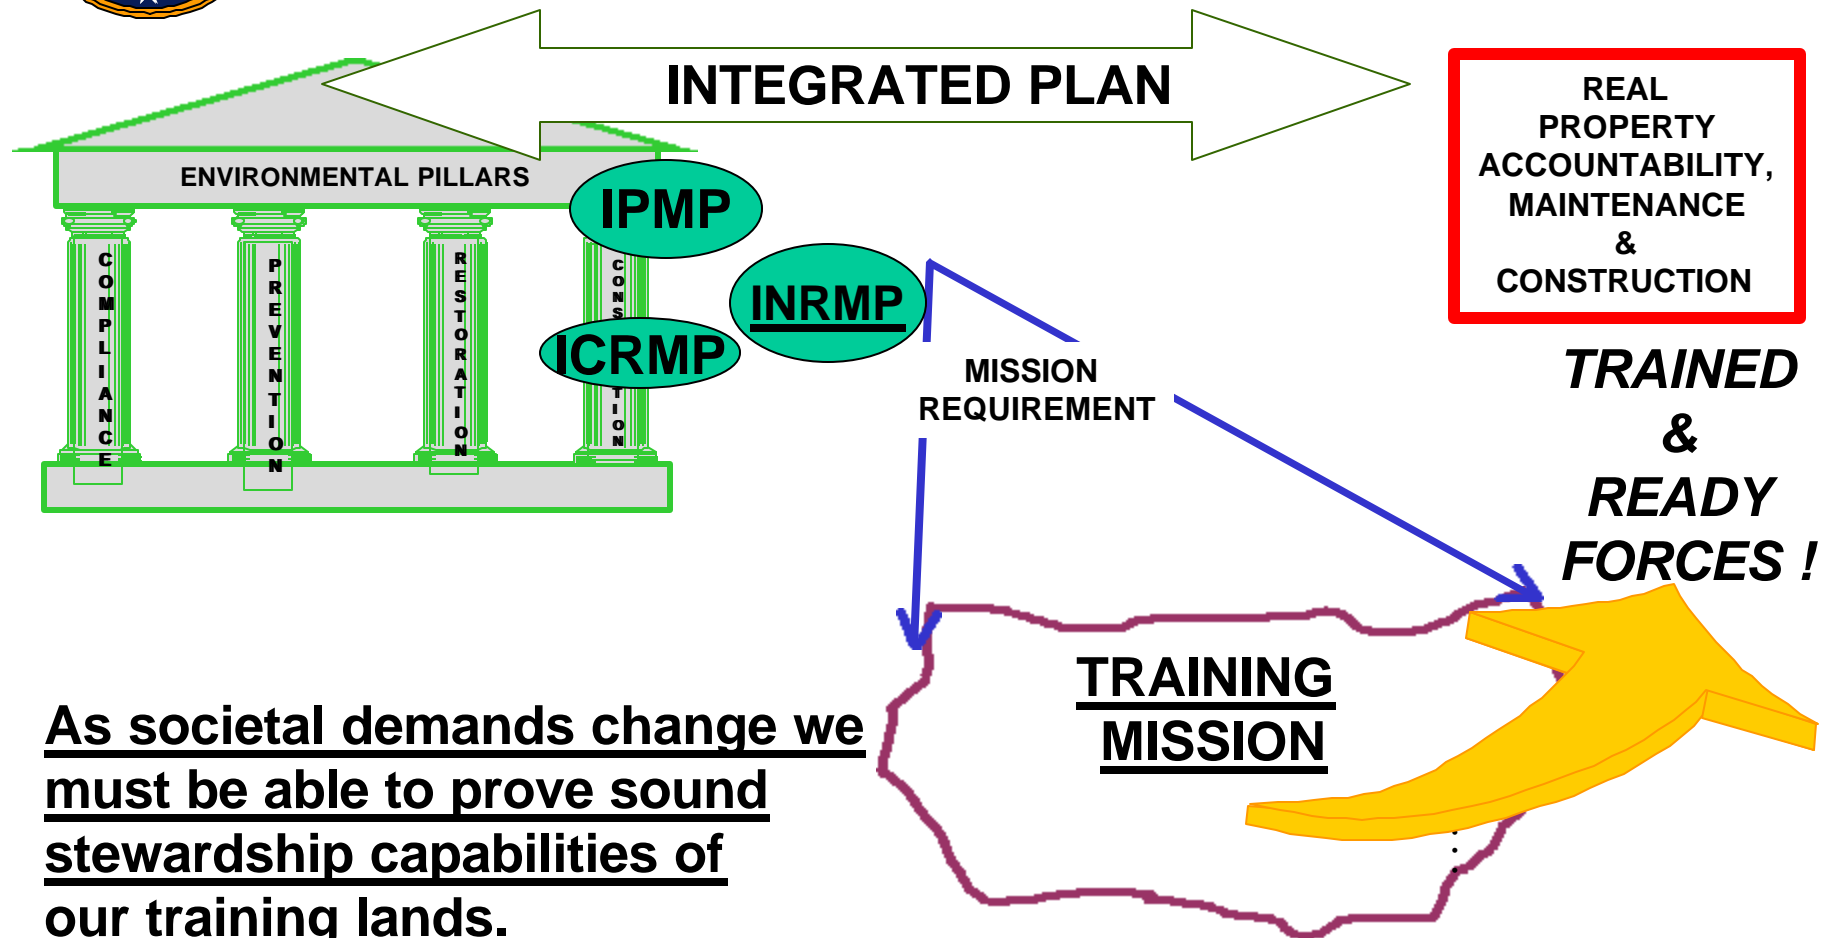 INTEGRATED PLAN
REAL
PROPERTY
ACCOUNTABILITY,
MAINTENANCE
&
CONSTRUCTION
ENVIRONMENTAL PILLARS
COMPLIANCE
PREVENTION
RESTORATION
CONS
TION
IPMP
INRMP
ICRMP
MISSION
REQUIREMENT
TRAINED
&
READY
FORCES !
TRAINING
MISSION
As societal demands change we
must be able to prove sound
stewardship capabilities of
our training lands.